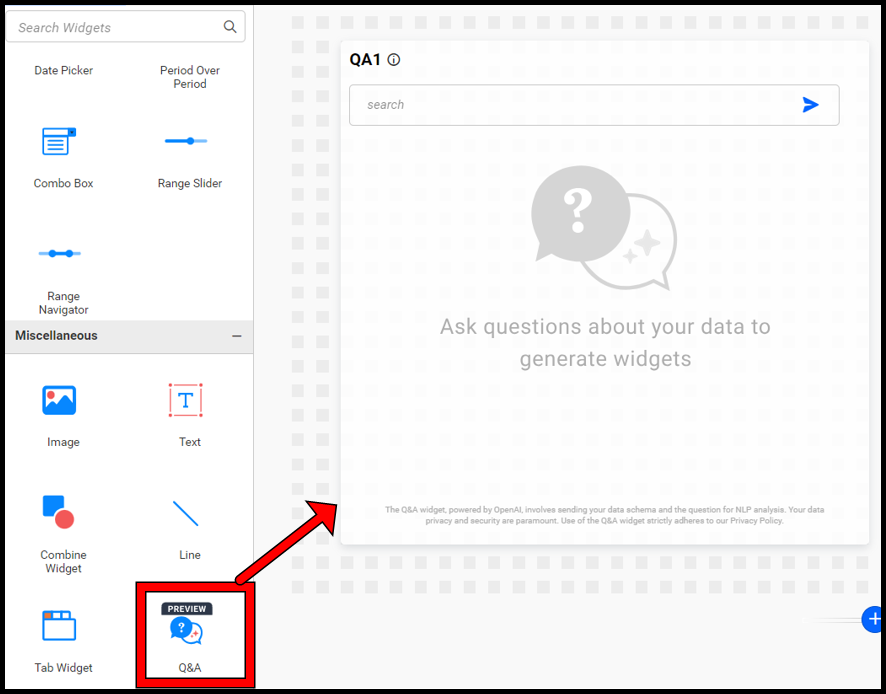 Search Widgets
Date Picker
Period Over
Period
Combo Box
Range Slider
Range
Navigator
Miscellaneous
Image
Text
Combine
Widget
Line
Tab Widget
PREVIEW
Q&A
QA1
search
Ask questions about your data to
generate widgets
The Q&A widget, powered by OpenAI, involves sending your data schema and the question for NLP analysis. Your data
privacy and security are paramount. Use of the Q&A widget strictly adheres to our Privacy Policy.